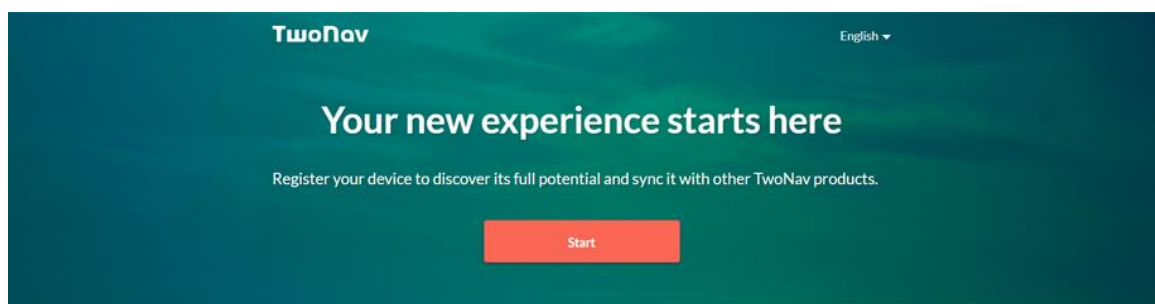 TwoNav
English
Your new experience starts here
Register your device to discover its full potential and sync it with other TwoNav products.
Start